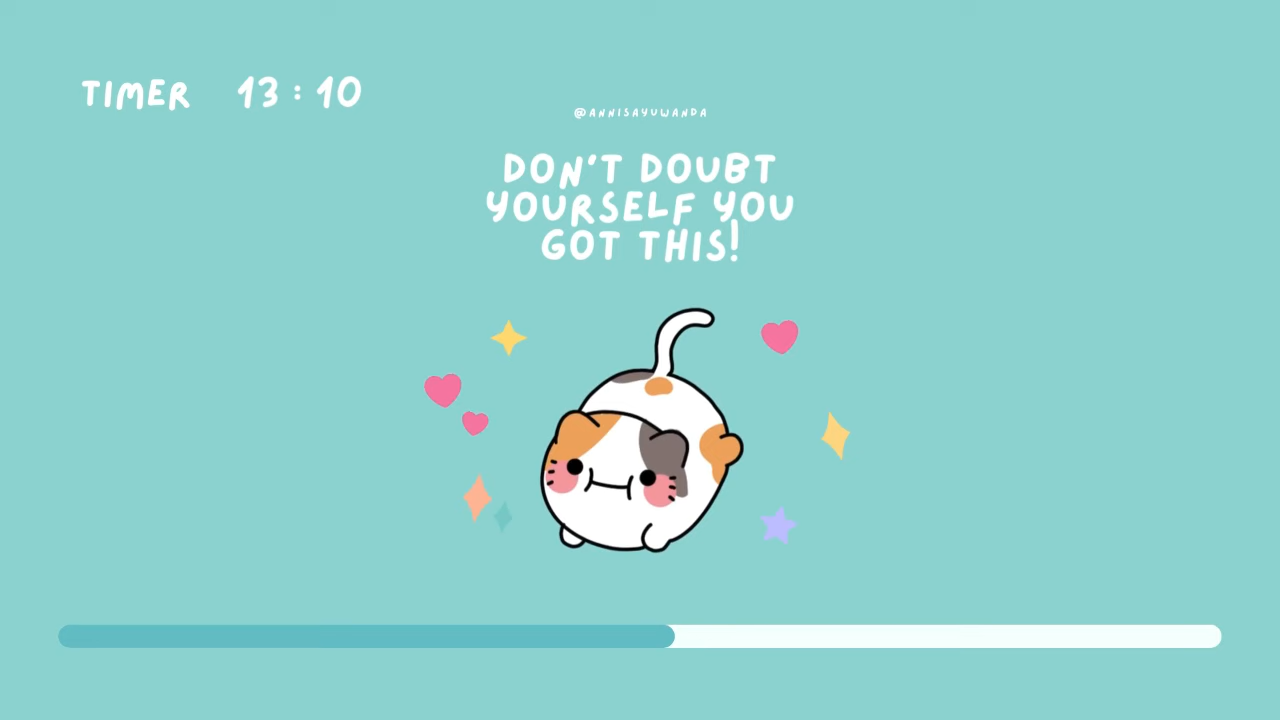 TIMER 13 : 10
@ANNISAYUWANDA
DON'T DOUBT
YOURSELF YOU
GOT THIS!